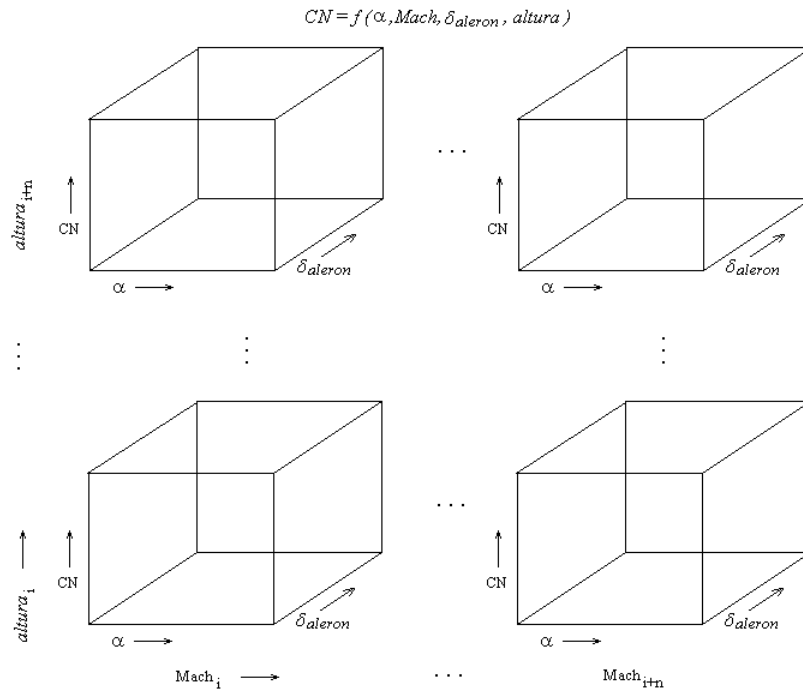 CN = f ( α , Mach, δaleron , altura )
. . .
altura i+n
CN
δaleron
α
CN
δaleron
α
. . .
. . .
. . .
. . .
altura i
CN
δaleron
α
CN
δaleron
α
Mach i
. . .
Mach i+n